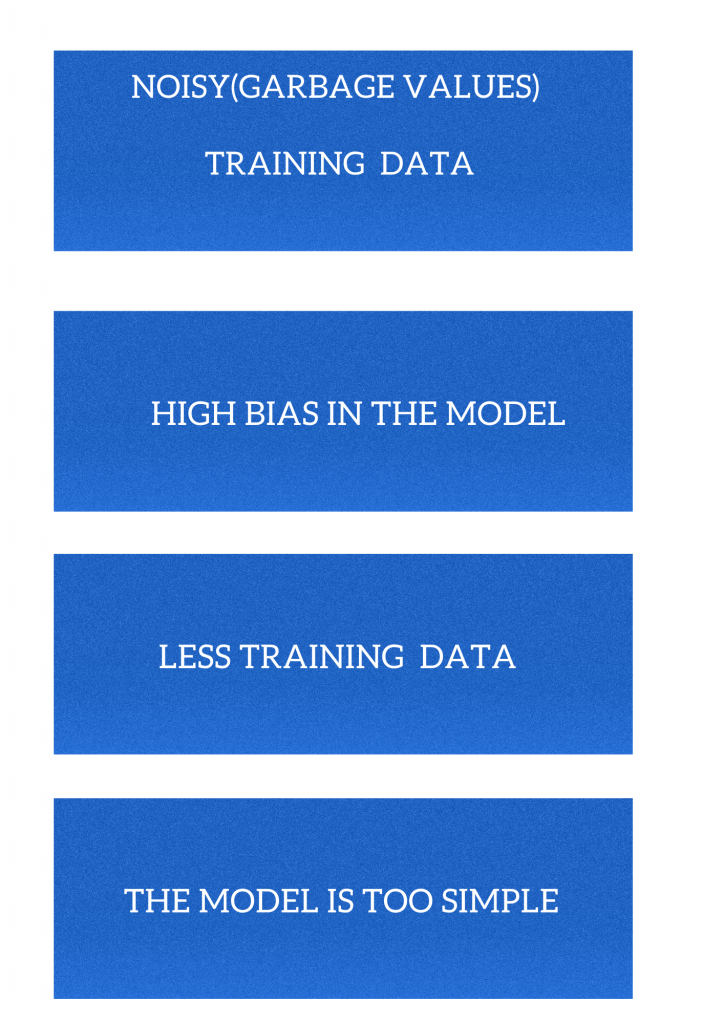 NOISY(GARBAGE VALUES)
TRAINING DATA
HIGH BIAS IN THE MODEL
LESS TRAINING DATA
THE MODEL IS TOO SIMPLE